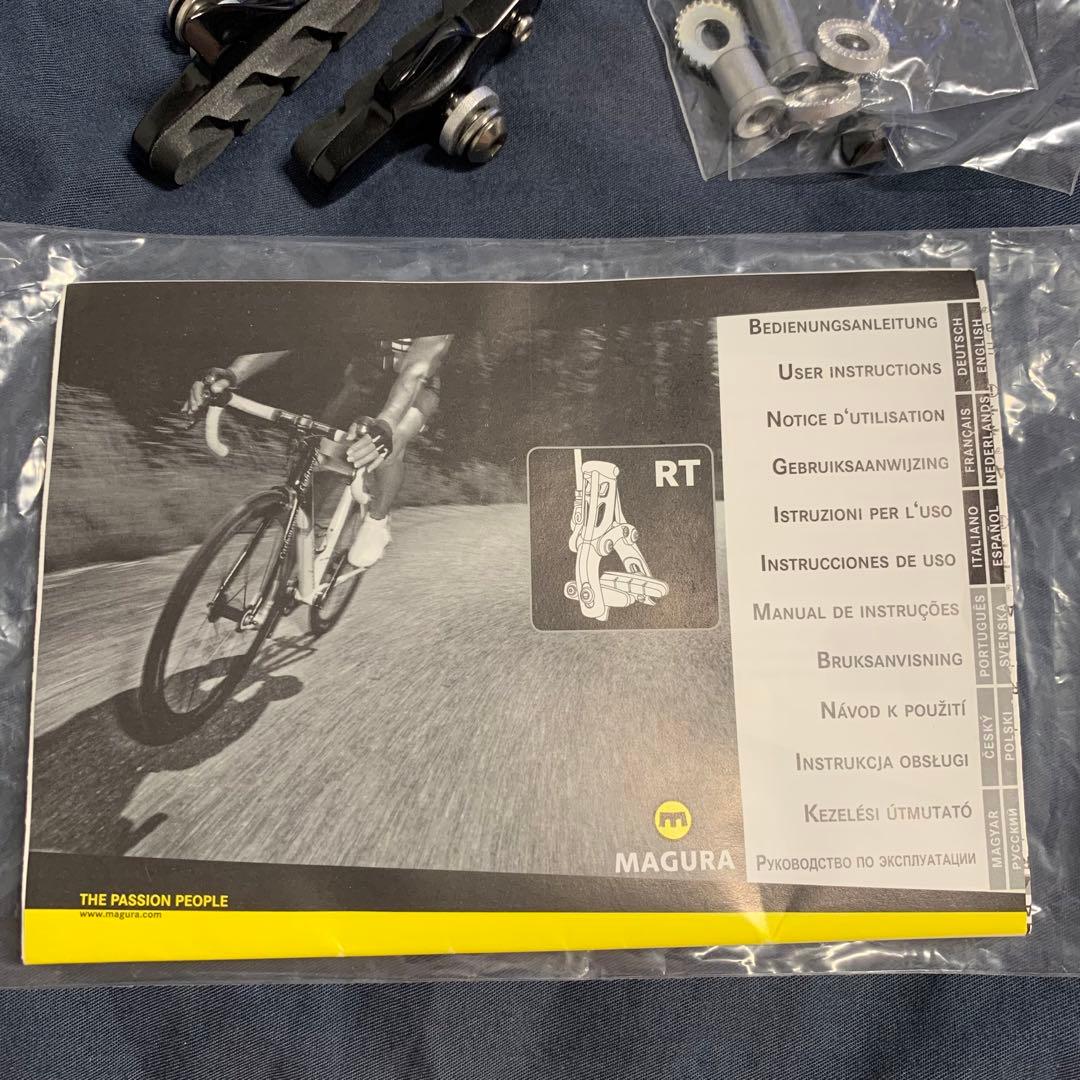 BEDIENUNGSANLEITUNG
USER INSTRUCTIONS
NOTICE D'UTILISATION
GEBRUIKSAANWIJZING
ISTRUZIONI PER L'USO
INSTRUCCIONES DE USO
MANUAL DE INSTRUÇÕES
BRUKSANVISNING
NÁVOD K POUŽITÍ
INSTRUKCJA OBSŁUGI
KEZELÉSI ÚTMUTATÓ
РУКОВОДСТВО ПО ЭКСПЛУАТАЦИИ
DEUTSCH
ENGLISH
FRANÇAIS
NEDERLANDS
ITALIANO
ESPAÑOL
PORTUGUÊS
SVENSKA
ČESKÝ
POLSKI
MAGYAR
РУССКИЙ
RT
MAGURA
THE PASSION PEOPLE
www.magura.com